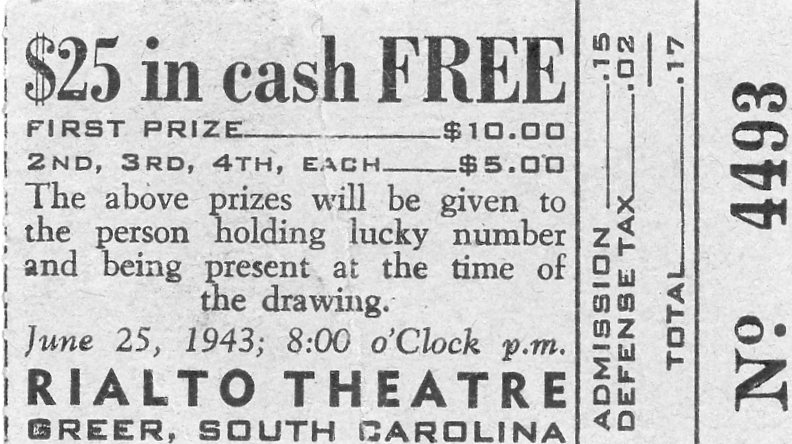 $25 in cash FREE
FIRST PRIZE $10.00
2ND, 3RD, 4TH, EACH $5.00
The above prizes will be given to
the person holding lucky number
and being present at the time of
the drawing.
June 25, 1943; 8:00 o'Clock p.m.
RIALTO THEATRE
GREER, SOUTH CAROLINA
ADMISSION .15
DEFENSE TAX .02
TOTAL .17
No. 4493